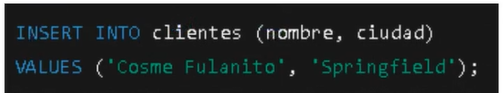 INSERT INTO clientes (nombre, ciudad)
VALUES ('Cosme Fulanito', 'Springfield');